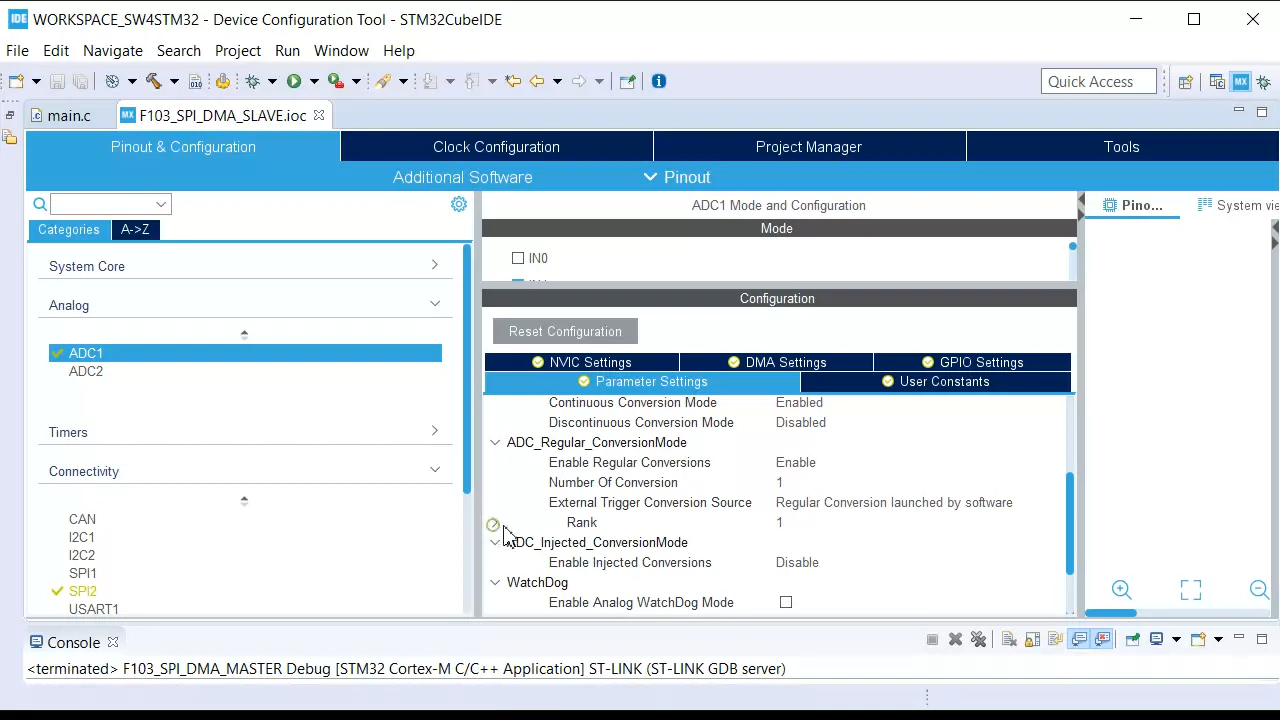 IDE WORKSPACE_SW4STM32 - Device Configuration Tool - STM32CubeIDE
File Edit Navigate Search Project Run Window Help
Quick Access MX
main.c MX F103_SPI_DMA_SLAVE.ioc
Pinout & Configuration Clock Configuration Project Manager Tools
Additional Software Pinout
ADC1 Mode and Configuration Pino... System vie
Categories A->Z Mode
IN0
System Core
Analog
Configuration
Reset Configuration
ADC1
ADC2
NVIC Settings DMA Settings GPIO Settings
Parameter Settings User Constants
Continuous Conversion Mode Enabled
Discontinuous Conversion Mode Disabled
Timers
ADC_Regular_ConversionMode
Enable Regular Conversions Enable
Connectivity
Number Of Conversion 1
External Trigger Conversion Source Regular Conversion launched by software
CAN
Rank 1
I2C1
ADC_Injected_ConversionMode
I2C2
Enable Injected Conversions Disable
SPI1
WatchDog
SPI2
Enable Analog WatchDog Mode
USART1
Console
<terminated> F103_SPI_DMA_MASTER Debug [STM32 Cortex-M C/C++ Application] ST-LINK (ST-LINK GDB server)